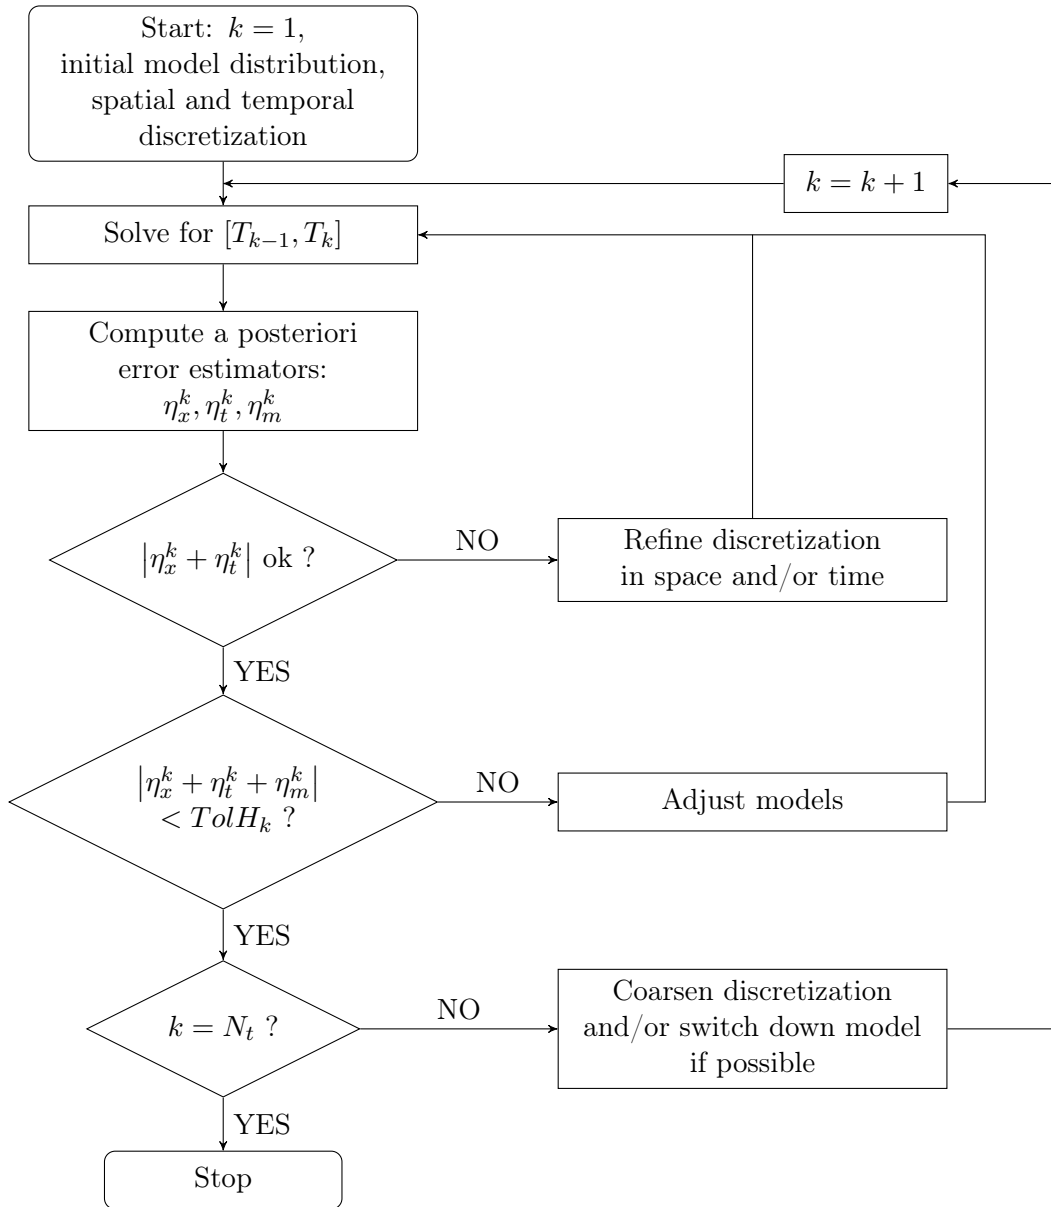 Start: k = 1,
initial model distribution,
spatial and temporal
discretization
k = k + 1
Solve for [T_{k−1}, T_k]
Compute a posteriori
error estimators:
η_x^k, η_t^k, η_m^k
|η_x^k + η_t^k| ok ?
NO
Refine discretization
in space and/or time
YES
|η_x^k + η_t^k + η_m^k|
< TolH_k ?
NO
Adjust models
YES
k = N_t ?
NO
Coarsen discretization
and/or switch down model
if possible
YES
Stop